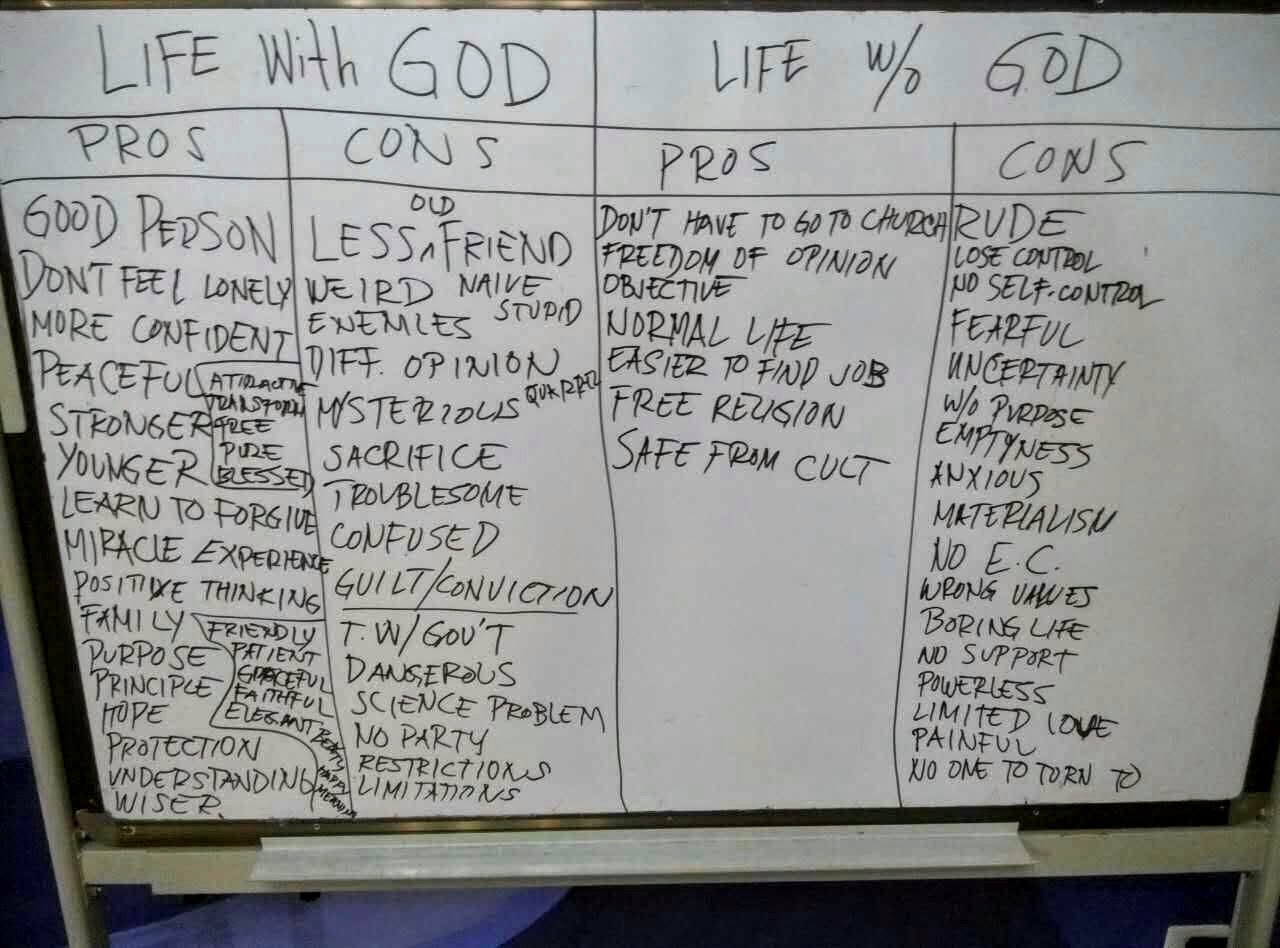 LIFE With GOD
PROS
GOOD PERSON
DON'T FEEL LONELY
MORE CONFIDENT
PEACEFUL
STRONGER
YOUNGER
ATTRACTIVE
TRANSFORM
FREE
PURE
BLESSED
LEARN TO FORGIVE
MIRACLE EXPERIENCE
POSITIVE THINKING
FAMILY
PURPOSE
PRINCIPLE
HOPE
PROTECTION
UNDERSTANDING
WISER.
FRIENDLY
PATIENT
GRACEFUL
FAITHFUL
ELEGANT
BEAUTY
HAPPY
CONS
OLD
LESS ^ FRIEND
WEIRD NAIVE
STUPID
ENEMIES
DIFF. OPINION
QUARREL
MYSTERIOUS
SACRIFICE
TROUBLESOME
CONFUSED
GUILT/CONVICTION
T. W/ GOV'T
DANGEROUS
SCIENCE PROBLEM
NO PARTY
RESTRICTIONS
LIMITATIONS
LIFE W/o GOD
PROS
DON'T HAVE TO GO TO CHURCH
FREEDOM OF OPINION
OBJECTIVE
NORMAL LIFE
EASIER TO FIND JOB
FREE RELIGION
SAFE FROM CULT
CONS
RUDE
LOSE CONTROL
NO SELF-CONTROL
FEARFUL
UNCERTAINTY
W/o PURPOSE
EMPTYNESS
ANXIOUS
MATERIALISM
NO E.C.
WRONG VALUES
BORING LIFE
NO SUPPORT
POWERLESS
LIMITED LOVE
PAINFUL
NO ONE TO TORN TO